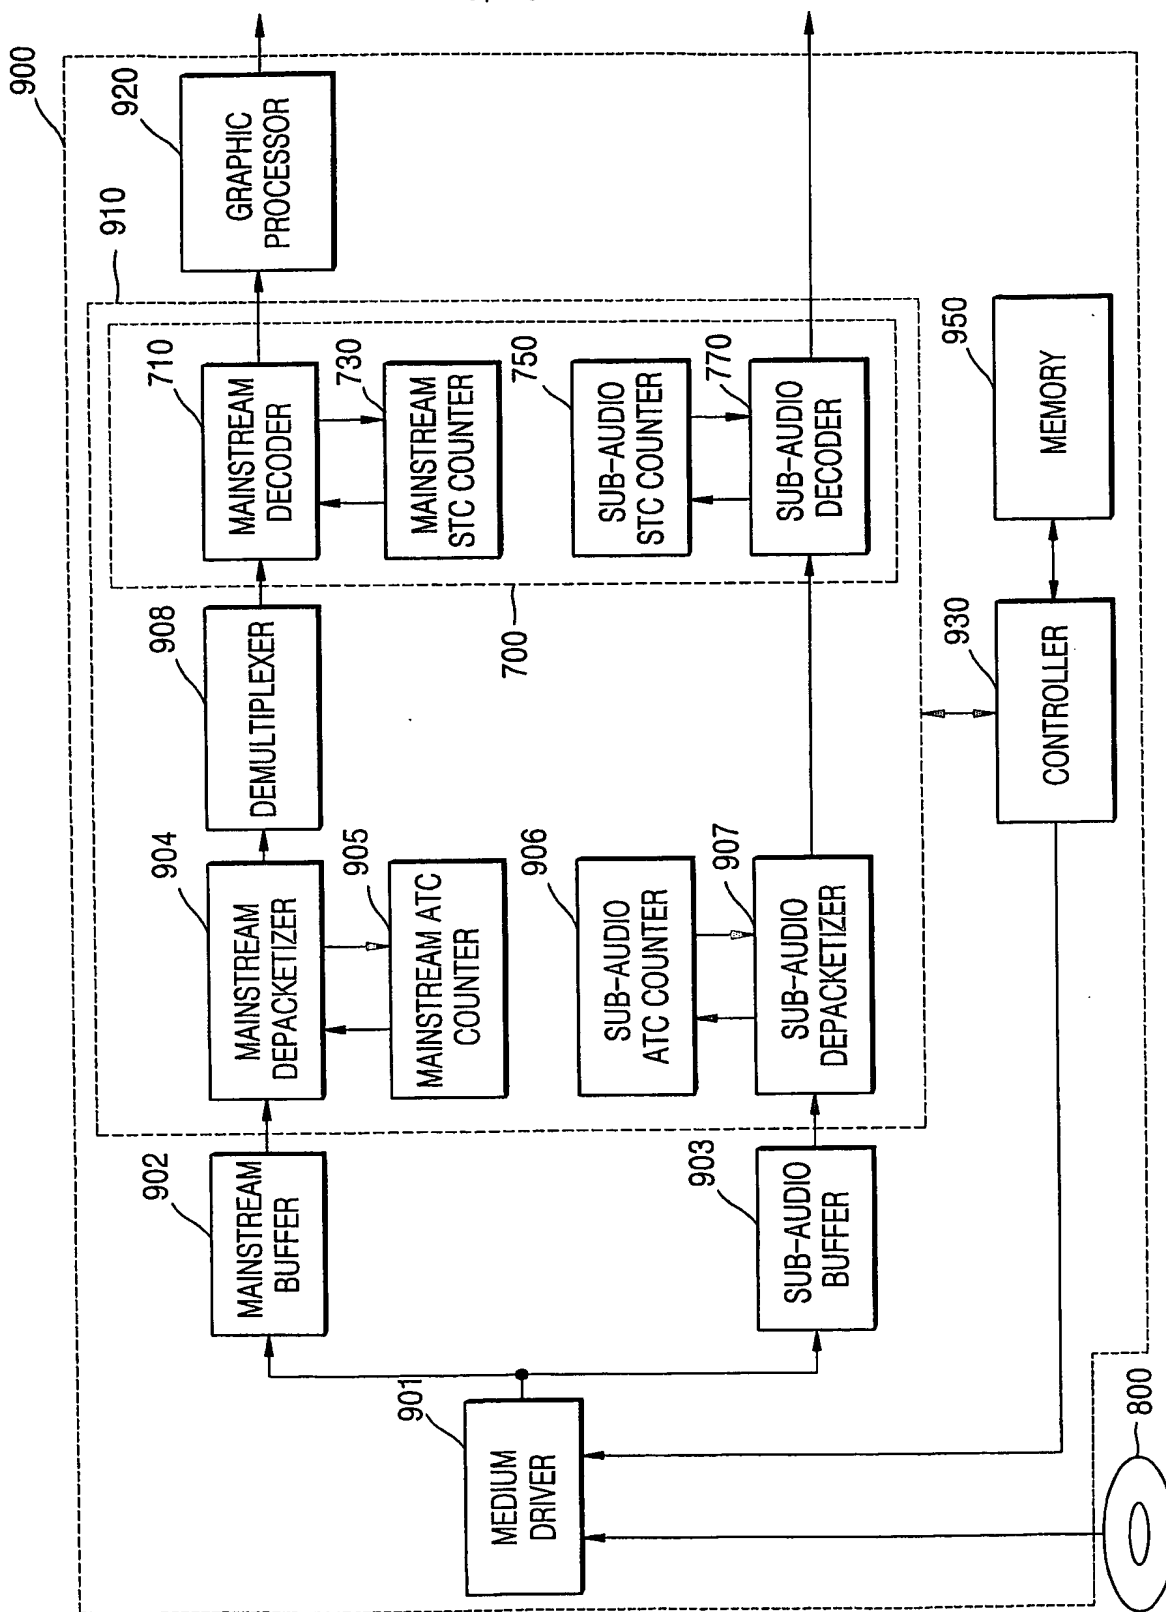 900
920
GRAPHIC
PROCESSOR
910
710
MAINSTREAM
DECODER
730
MAINSTREAM
STC COUNTER
750
SUB-AUDIO
STC COUNTER
770
SUB-AUDIO
DECODER
700
908
DEMULTIPLEXER
904
MAINSTREAM
DEPACKETIZER
905
MAINSTREAM ATC
COUNTER
906
SUB-AUDIO
ATC COUNTER
907
SUB-AUDIO
DEPACKETIZER
950
MEMORY
930
CONTROLLER
902
MAINSTREAM
BUFFER
903
SUB-AUDIO
BUFFER
901
MEDIUM
DRIVER
800